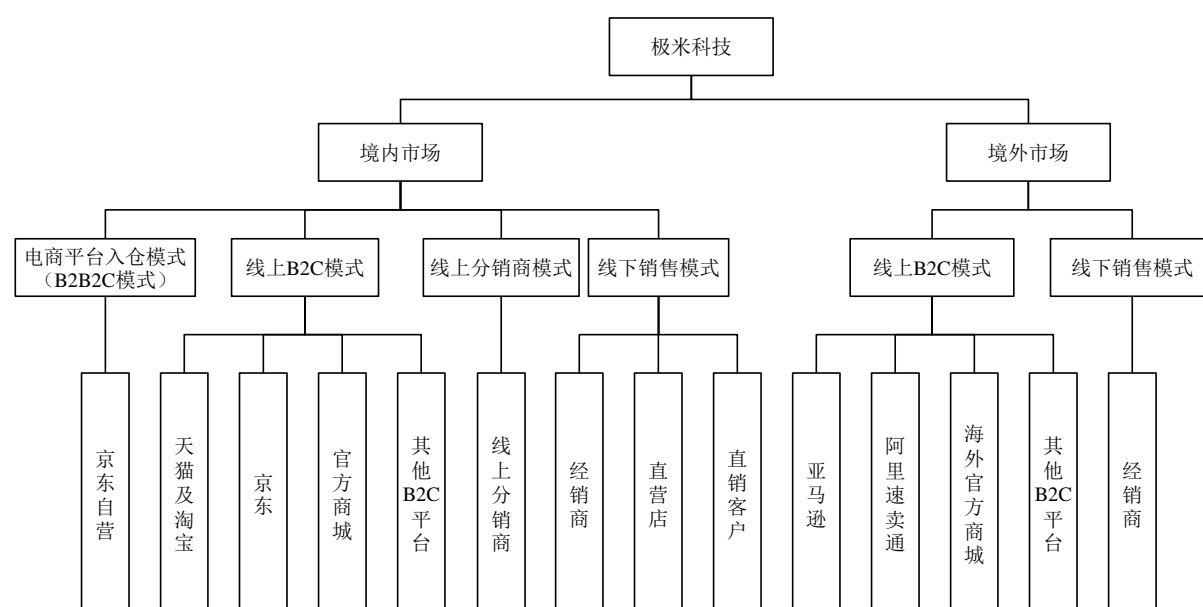 极米科技
境内市场
境外市场
电商平台入仓模式
（B2B2C模式）
线上B2C模式
线上分销商模式
线下销售模式
线上B2C模式
线下销售模式
京东自营
天猫及淘宝
京东
官方商城
其他B2C平台
线上分销商
经销商
直营店
直销客户
亚马逊
阿里速卖通
海外官方商城
其他B2C平台
经销商